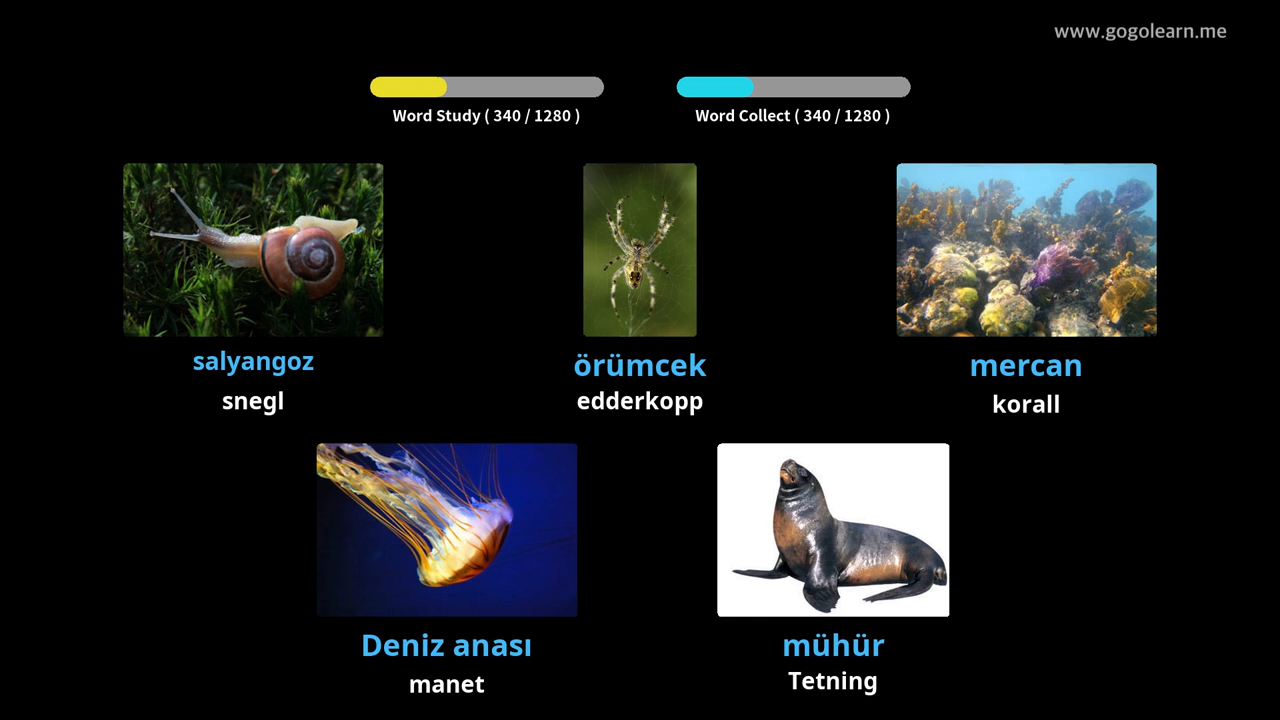 www.gogolearn.me
Word Study ( 340 / 1280 )
Word Collect ( 340 / 1280 )
salyangoz
snegl
örümcek
edderkopp
mercan
korall
Deniz anası
manet
mühür
Tetning